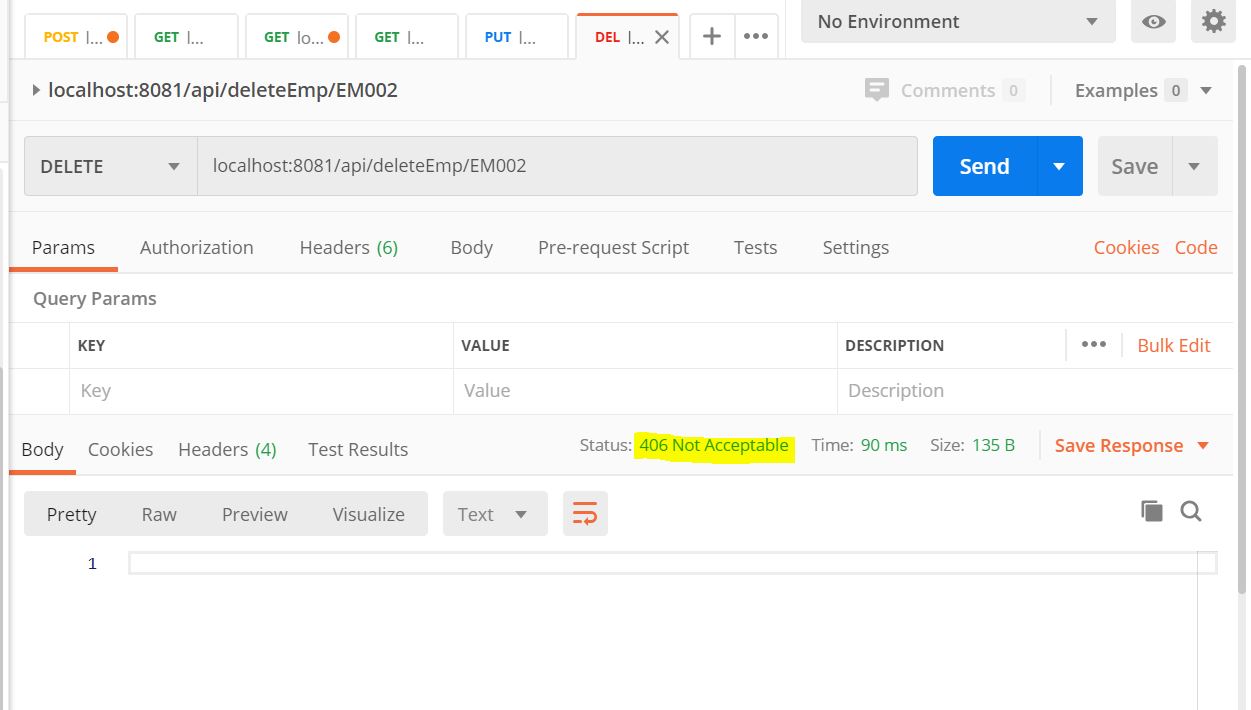 POST l... GET l... GET lo... GET l... PUT l... DEL l... No Environment
localhost:8081/api/deleteEmp/EM002 Comments 0 Examples 0
DELETE localhost:8081/api/deleteEmp/EM002 Send Save
Params Authorization Headers (6) Body Pre-request Script Tests Settings Cookies Code
Query Params
KEY VALUE DESCRIPTION Bulk Edit
Key Value Description
Body Cookies Headers (4) Test Results Status: 406 Not Acceptable Time: 90 ms Size: 135 B Save Response
Pretty Raw Preview Visualize Text
1